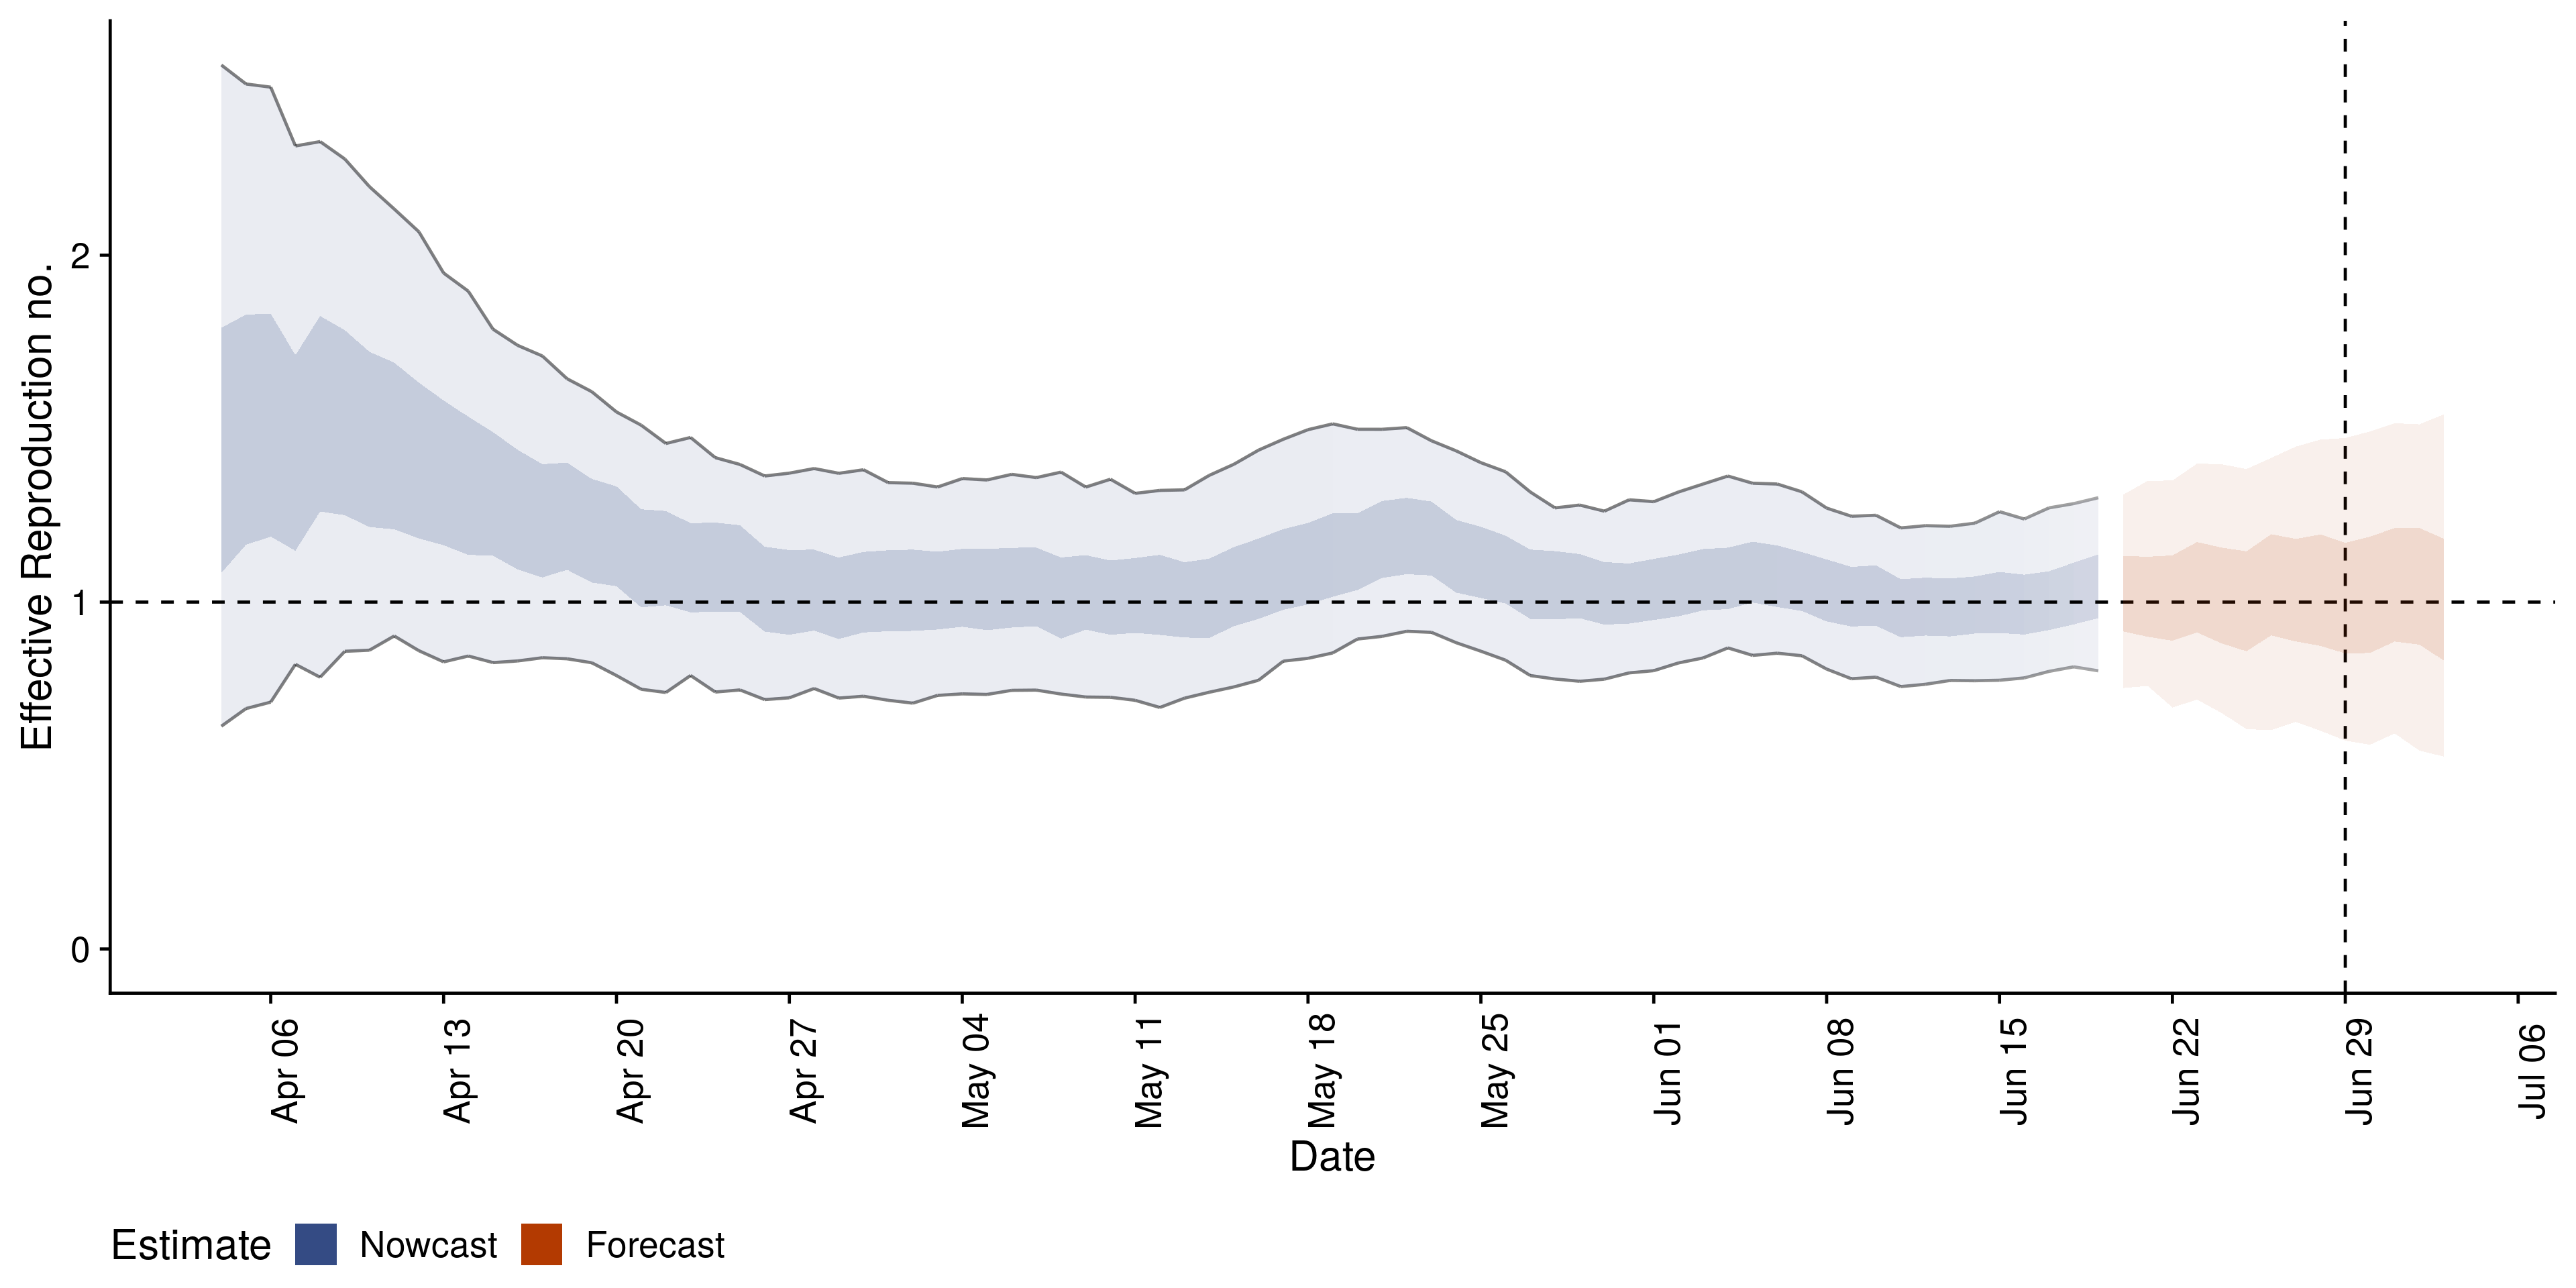 Effective Reproduction no.
2
1
0
Apr 06
Apr 13
Apr 20
Apr 27
May 04
May 11
May 18
May 25
Jun 01
Jun 08
Jun 15
Jun 22
Jun 29
Jul 06
Date
Estimate Nowcast Forecast